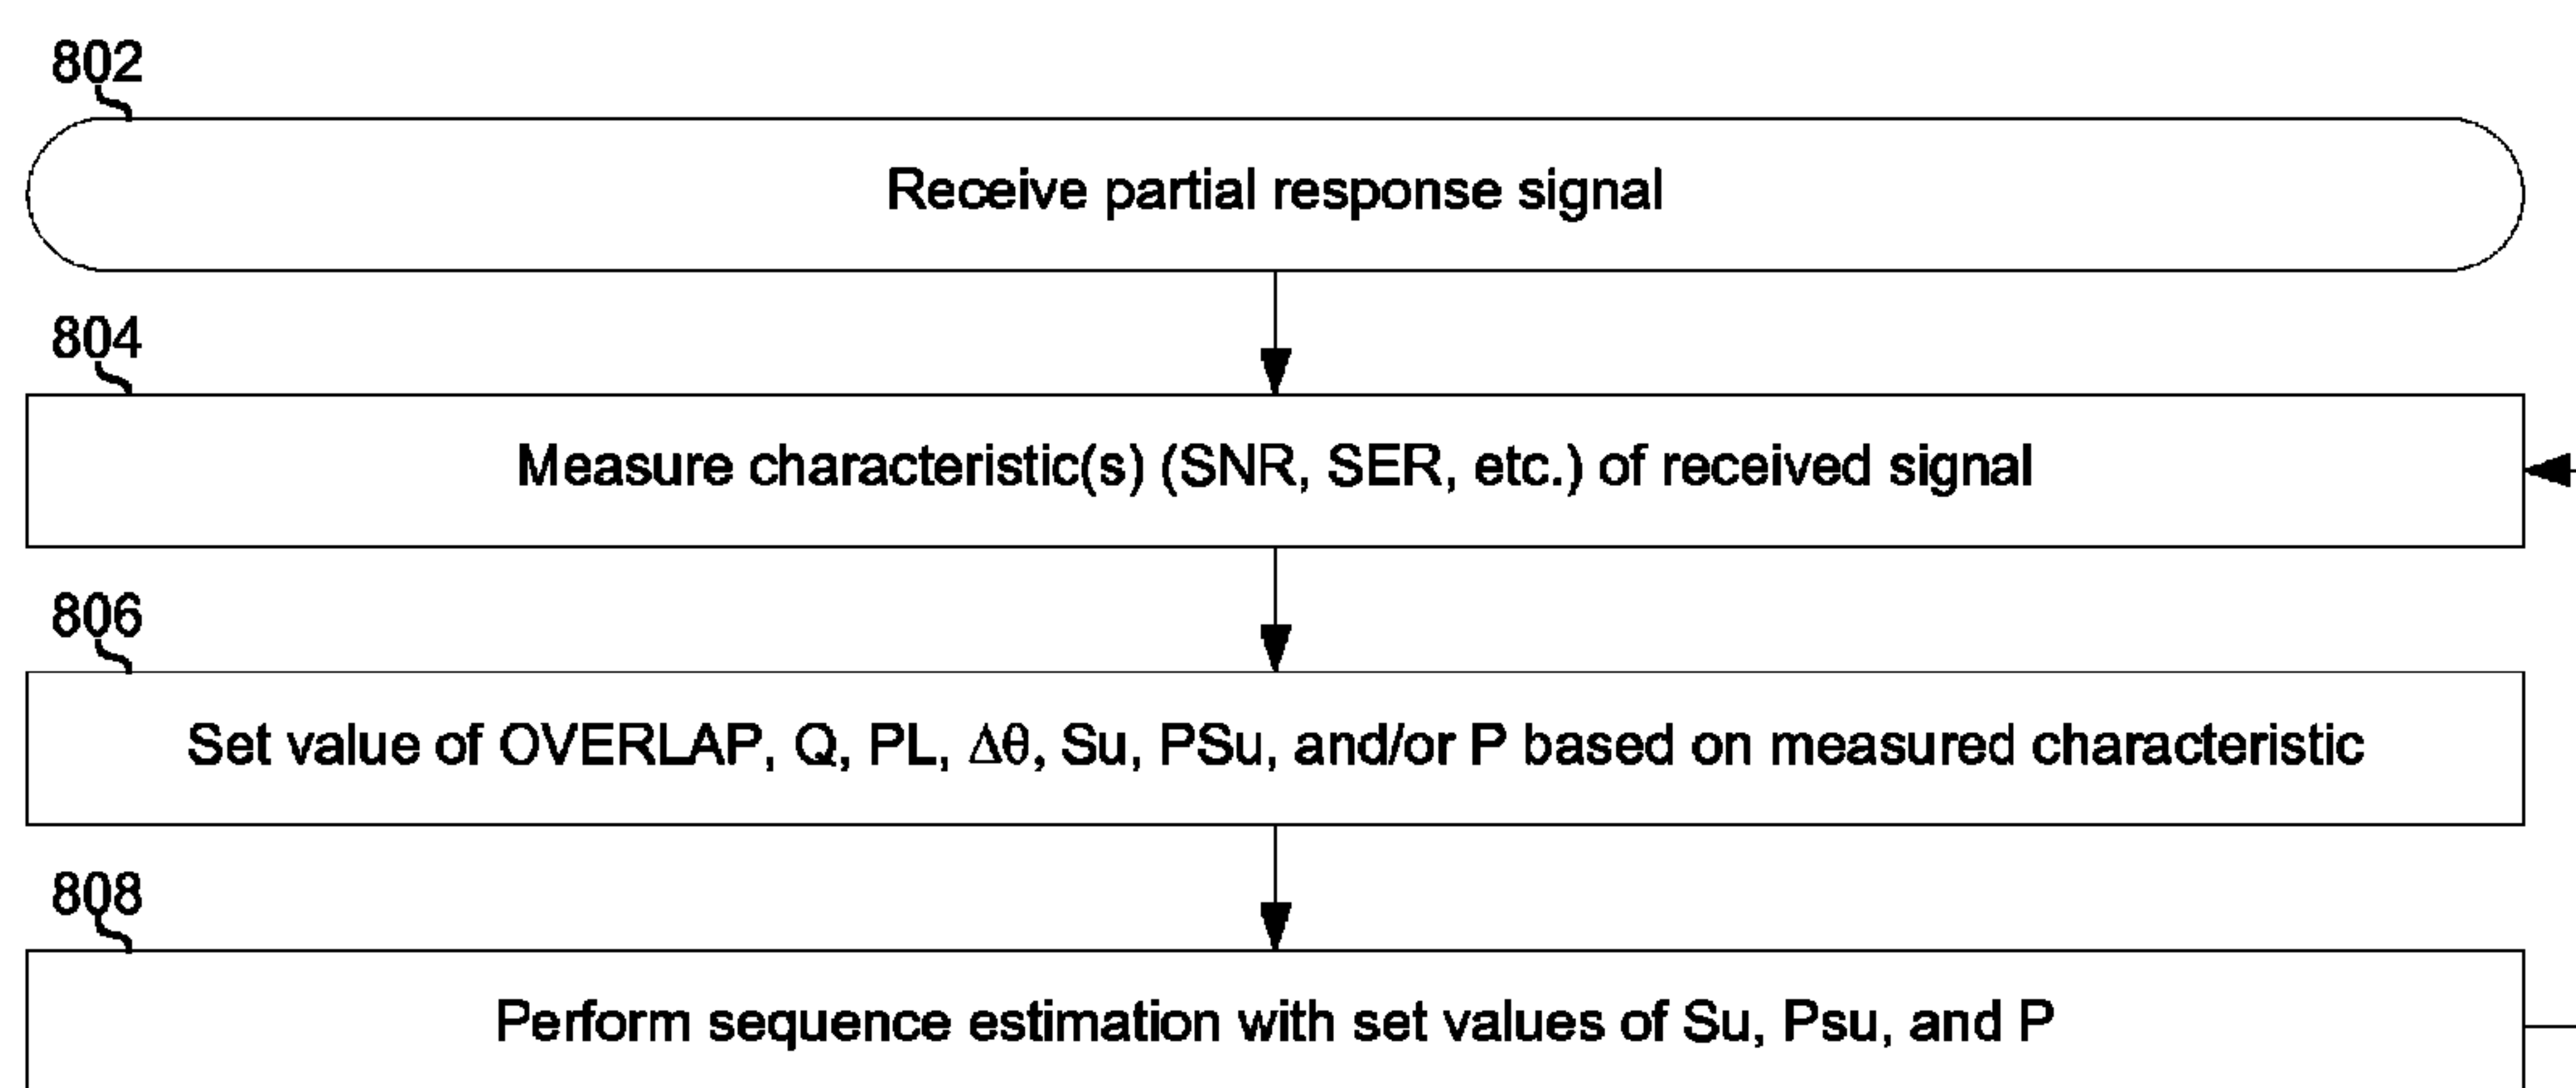 802
Receive partial response signal
804
Measure characteristic(s) (SNR, SER, etc.) of received signal
806
Set value of OVERLAP, Q, PL, Δθ, Su, PSu, and/or P based on measured characteristic
808
Perform sequence estimation with set values of Su, Psu, and P